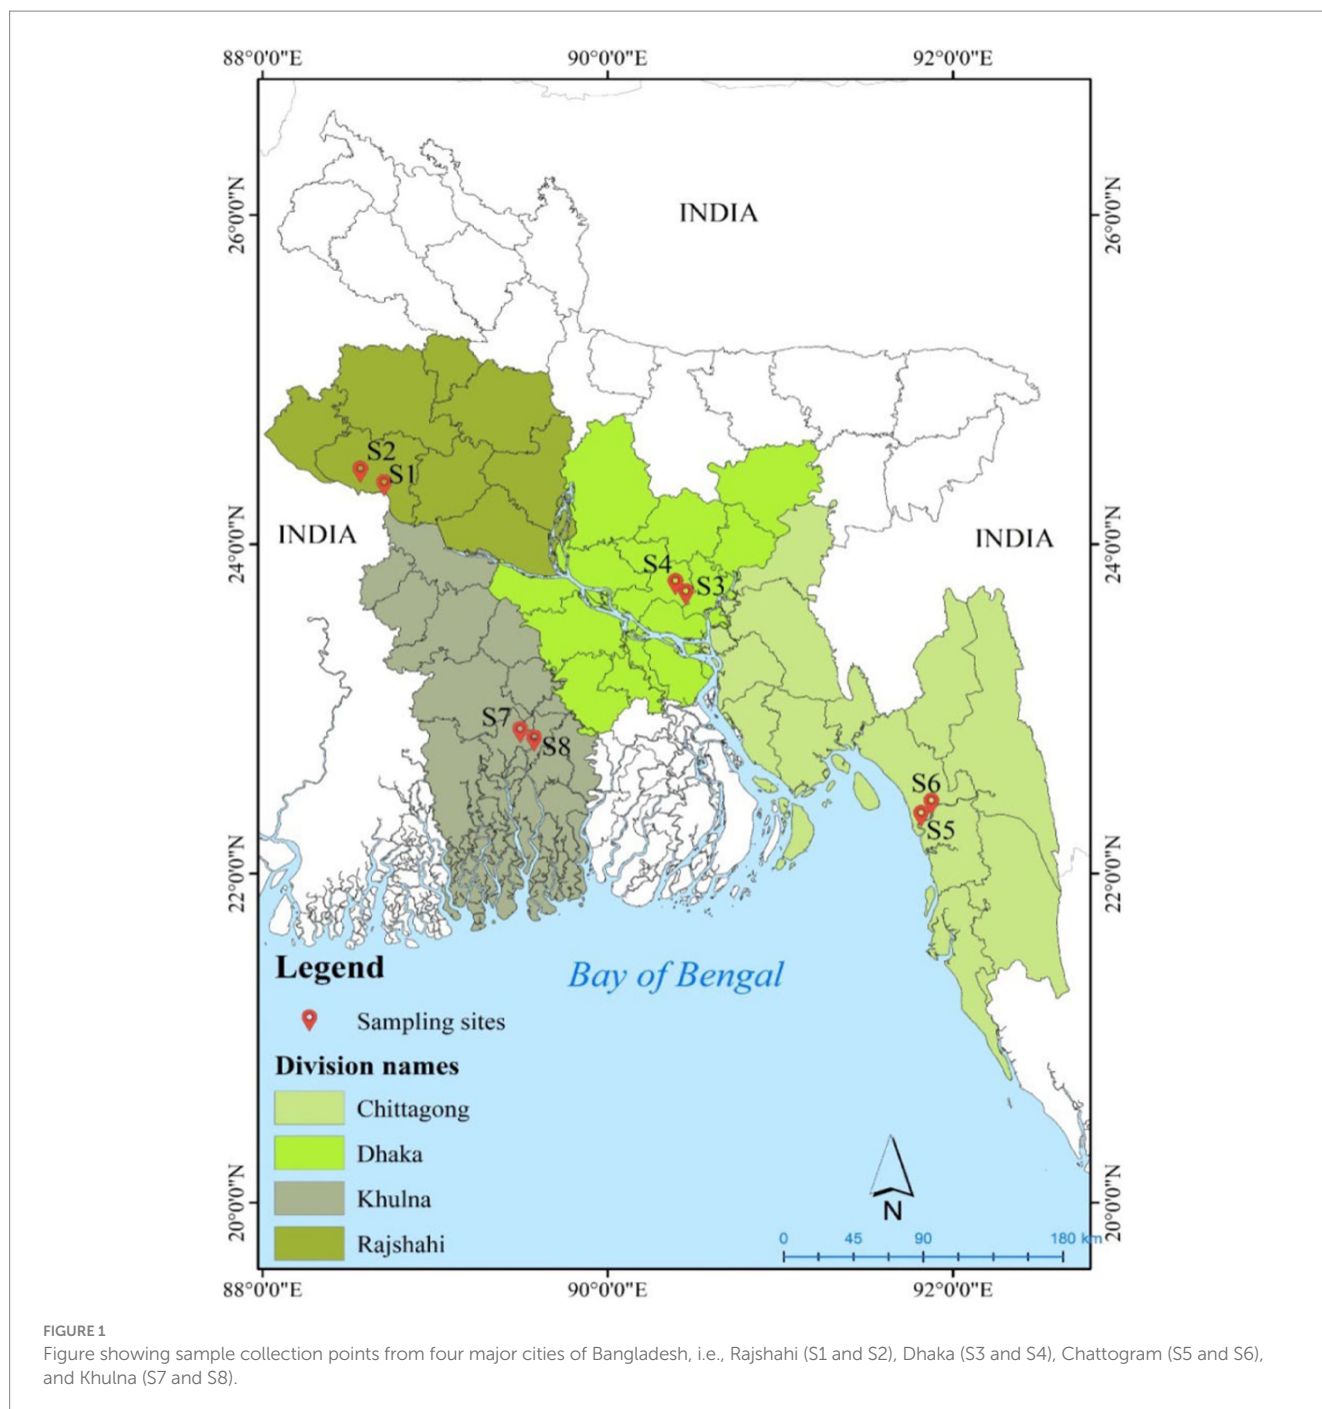 88°0'0"E 90°0'0"E 92°0'0"E
26°0'0"N
INDIA
26°0'0"N
S2
S1
INDIA
24°0'0"N
INDIA
24°0'0"N
S4
S3
S7
S8
S6
S5
22°0'0"N
22°0'0"N
Bay of Bengal
Legend
Sampling sites
Division names
Chittagong
Dhaka
Khulna
Rajshahi
N
0 45 90 180 km
20°0'0"N
20°0'0"N
88°0'0"E 90°0'0"E 92°0'0"E
FIGURE 1
Figure showing sample collection points from four major cities of Bangladesh, i.e., Rajshahi (S1 and S2), Dhaka (S3 and S4), Chattogram (S5 and S6),
and Khulna (S7 and S8).